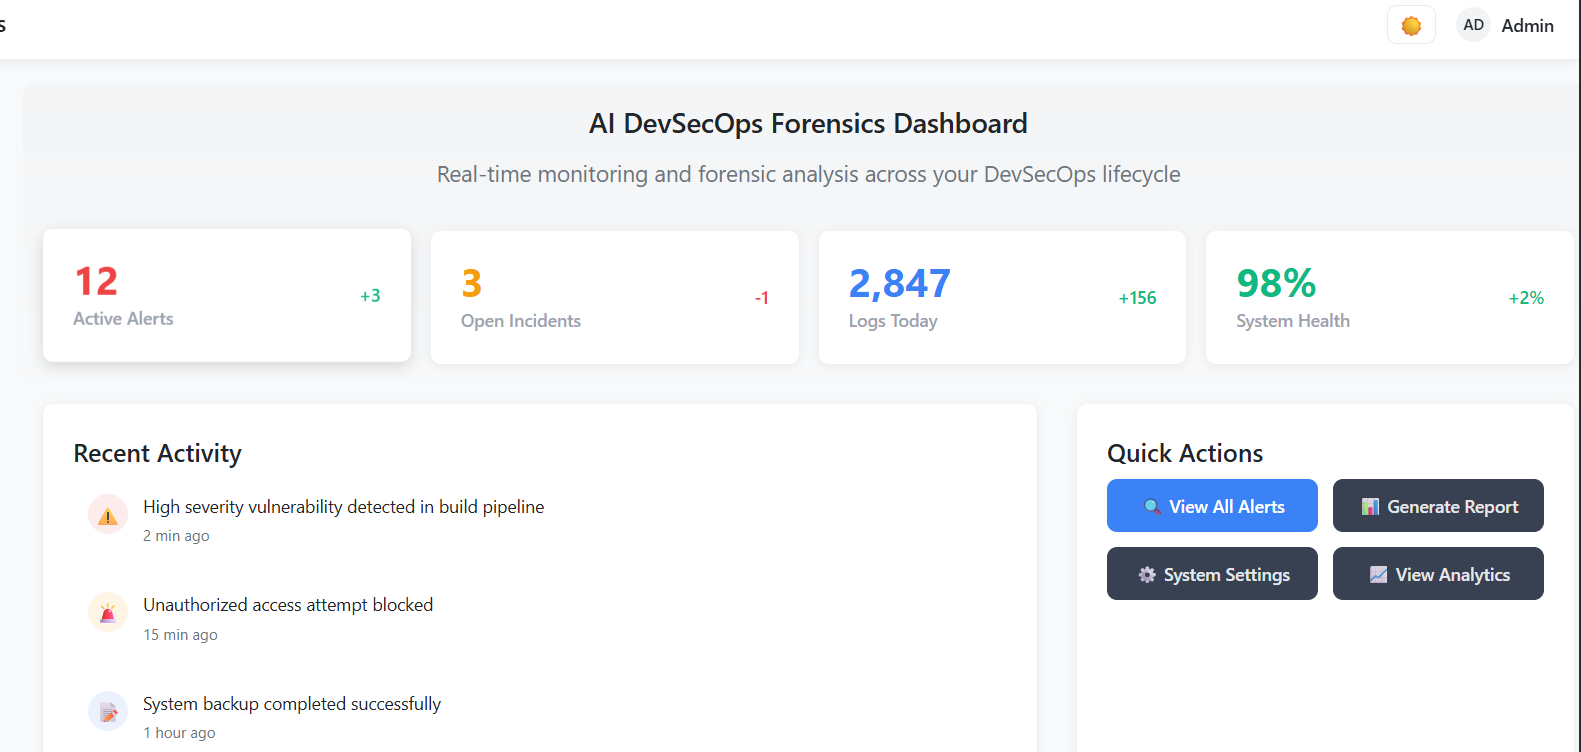 s
AD Admin
AI DevSecOps Forensics Dashboard
Real-time monitoring and forensic analysis across your DevSecOps lifecycle
12
+3
Active Alerts
3
-1
Open Incidents
2,847
+156
Logs Today
98%
+2%
System Health
Recent Activity
High severity vulnerability detected in build pipeline
2 min ago
Unauthorized access attempt blocked
15 min ago
System backup completed successfully
1 hour ago
Quick Actions
View All Alerts
Generate Report
System Settings
View Analytics